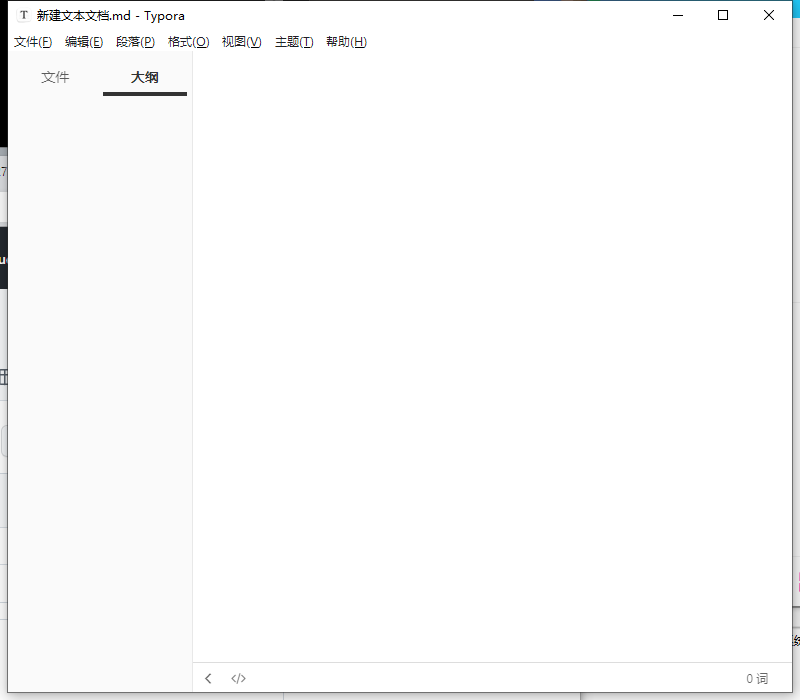 T 新建文本文档.md - Typora
文件(F) 编辑(E) 段落(P) 格式(O) 视图(V) 主题(T) 帮助(H)
文件 大纲
</> 0 词